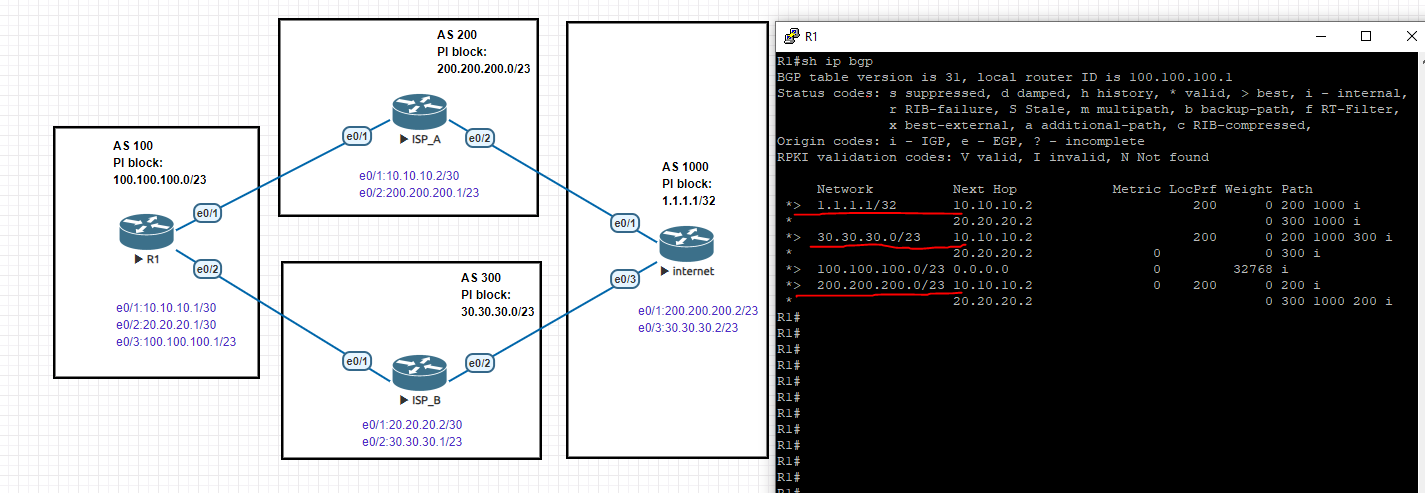 AS 200
PI block:
200.200.200.0/23
e0/1
ISP_A
e0/2
e0/1:10.10.10.2/30
e0/2:200.200.200.1/23
AS 100
PI block:
100.100.100.0/23
e0/1
R1
e0/2
e0/1:10.10.10.1/30
e0/2:20.20.20.1/30
e0/3:100.100.100.1/23
AS 300
PI block:
30.30.30.0/23
e0/1
e0/2
ISP_B
e0/1:20.20.20.2/30
e0/2:30.30.30.1/23
AS 1000
PI block:
1.1.1.1/32
e0/1
internet
e0/3
e0/1:200.200.200.2/23
e0/3:30.30.30.2/23
R1
R1#sh ip bgp
BGP table version is 31, local router ID is 100.100.100.1
Status codes: s suppressed, d damped, h history, * valid, > best, i - internal,
r RIB-failure, S Stale, m multipath, b backup-path, f RT-Filter,
x best-external, a additional-path, c RIB-compressed,
Origin codes: i - IGP, e - EGP, ? - incomplete
RPKI validation codes: V valid, I invalid, N Not found
Network Next Hop Metric LocPrf Weight Path
*> 1.1.1.1/32 10.10.10.2 200 0 200 1000 i
* 20.20.20.2 0 300 1000 i
*> 30.30.30.0/23 10.10.10.2 200 0 200 1000 300 i
* 20.20.20.2 0 0 300 i
*> 100.100.100.0/23 0.0.0.0 0 32768 i
*> 200.200.200.0/23 10.10.10.2 0 200 0 200 i
* 20.20.20.2 0 300 1000 200 i
R1#
R1#
R1#
R1#
R1#
R1#
R1#
R1#
R1#
R1#
R1#
R1#